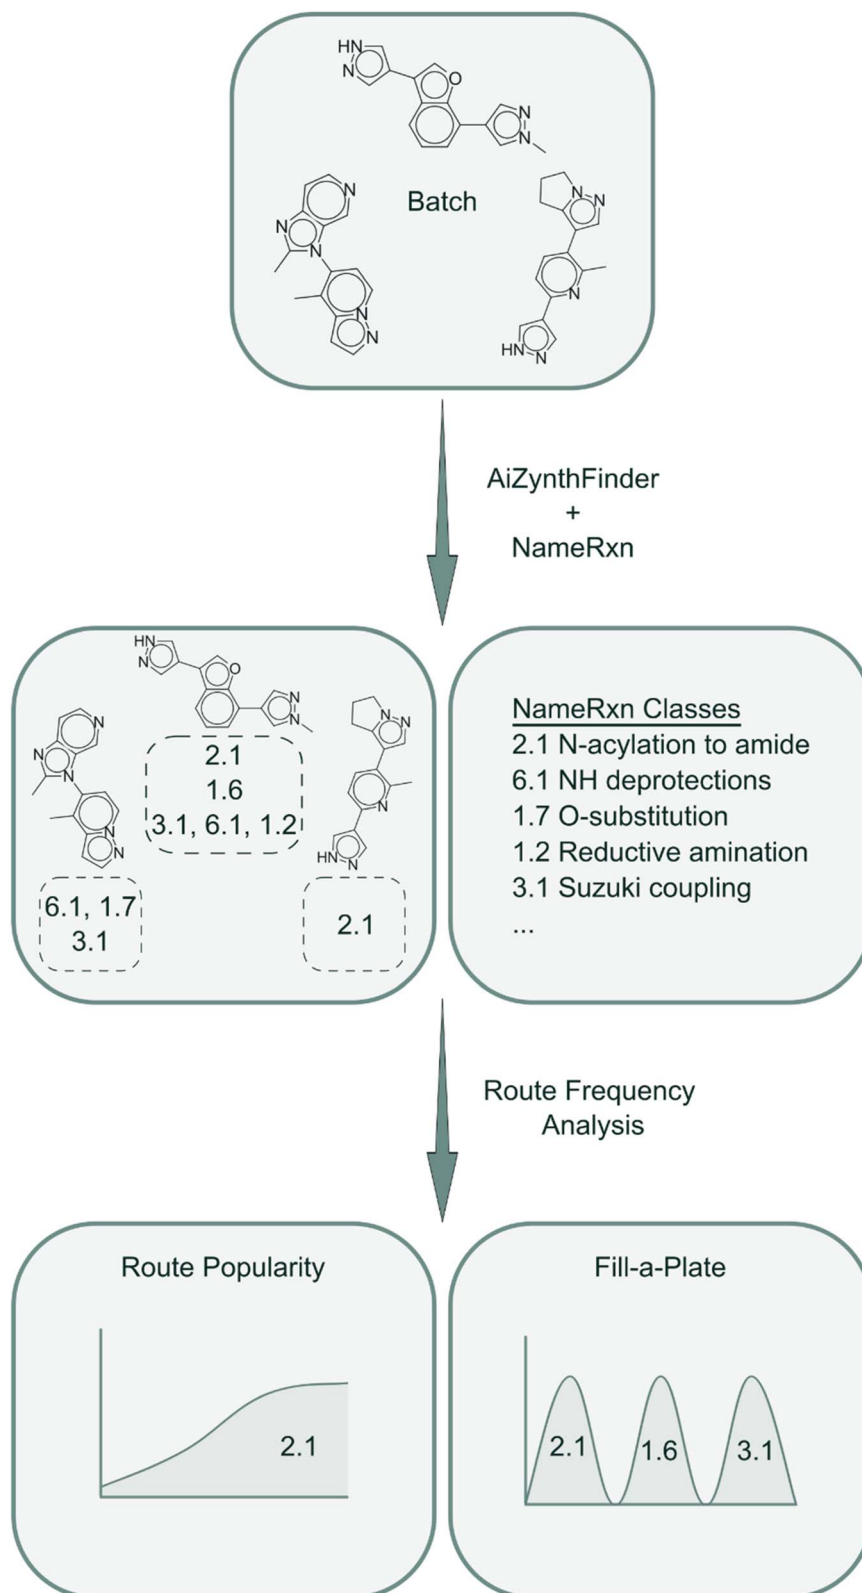 HN
N
O
N
N
Batch
N
N
N
N
N
N
N
N
HN
N
AiZynthFinder
+
NameRxn
HN
N
O
N
N
N
N
N
N
N
N
N
N
HN
N
2.1
1.6
3.1, 6.1, 1.2
6.1, 1.7
3.1
2.1
NameRxn Classes
2.1 N-acylation to amide
6.1 NH deprotections
1.7 O-substitution
1.2 Reductive amination
3.1 Suzuki coupling
...
Route Frequency
Analysis
Route Popularity
2.1
Fill-a-Plate
2.1
1.6
3.1